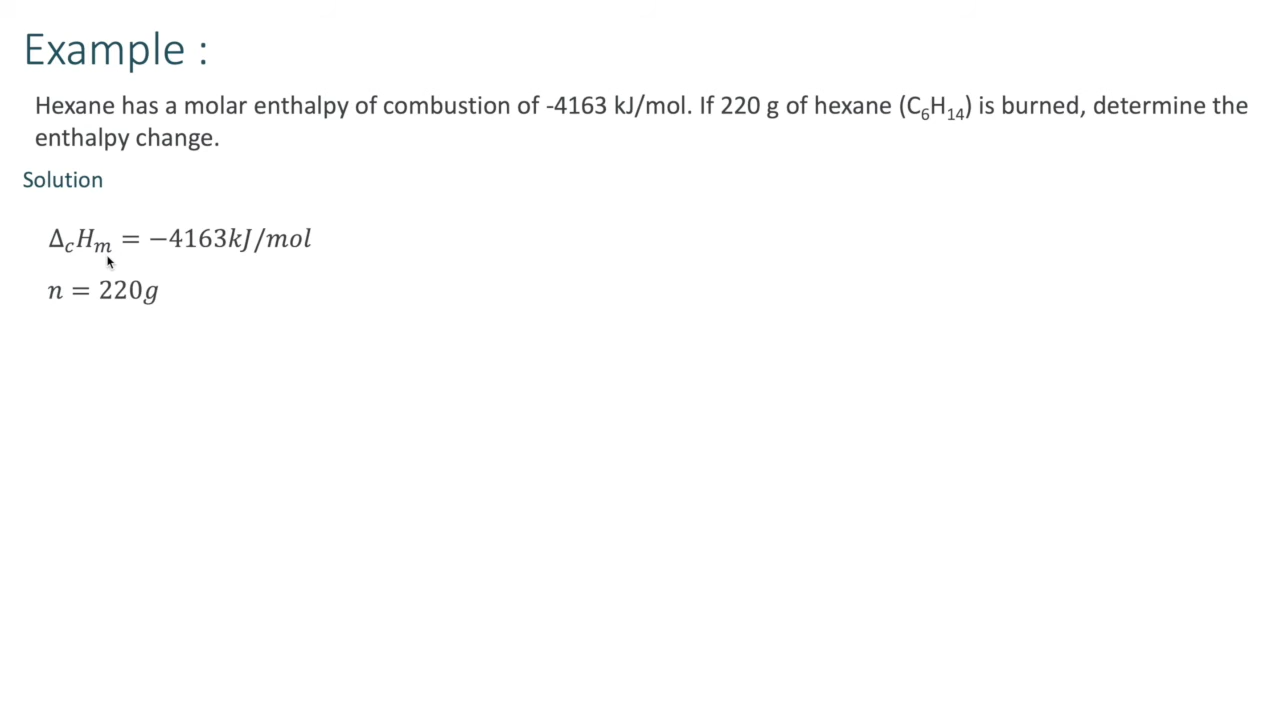 Example :
Hexane has a molar enthalpy of combustion of -4163 kJ/mol. If 220 g of hexane (C₆H₁₄) is burned, determine the
enthalpy change.
Solution
Δ_cH_m = −4163kJ/mol
n = 220g